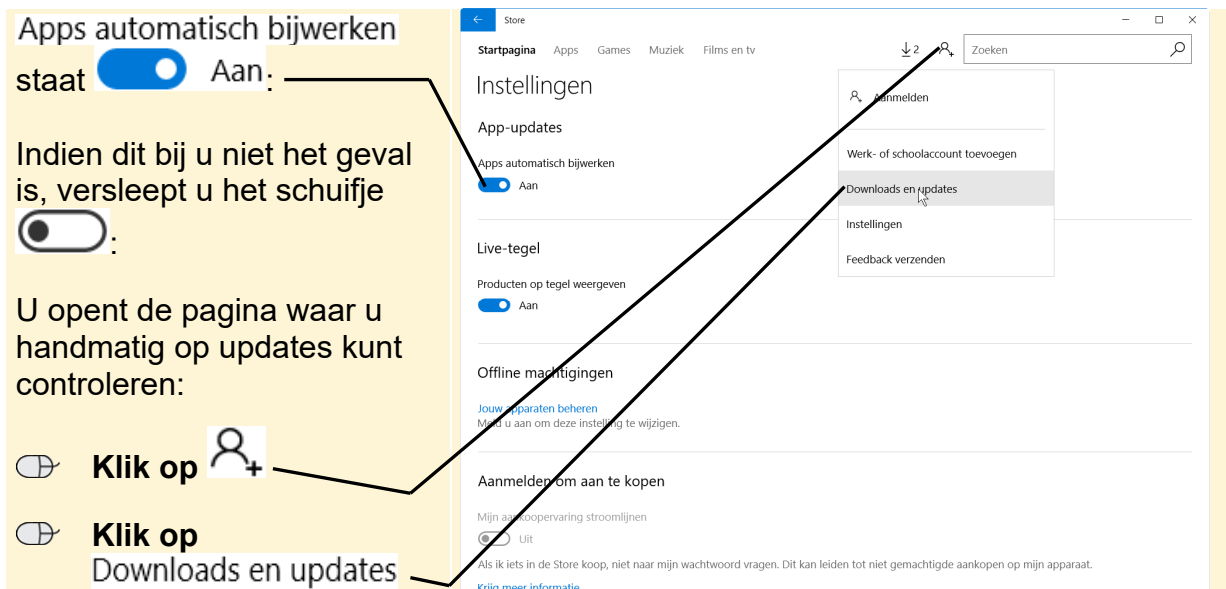 Apps automatisch bijwerken
staat Aan:
Indien dit bij u niet het geval
is, versleept u het schuifje
:
U opent de pagina waar u
handmatig op updates kunt
controleren:
Klik op
Klik op
Downloads en updates
Store
Startpagina Apps Games Muziek Films en tv 2 Zoeken
Instellingen
App-updates
Apps automatisch bijwerken
Aan
Live-tegel
Producten op tegel weergeven
Aan
Offline machtigingen
Jouw apparaten beheren
Meld u aan om deze instelling te wijzigen.
Aanmelden om aan te kopen
Mijn aankoopervaring stroomlijnen
Uit
Als ik iets in de Store koop, niet naar mijn wachtwoord vragen. Dit kan leiden tot niet gemachtigde aankopen op mijn apparaat.
Krijg meer informatie
Aanmelden
Werk- of schoolaccount toevoegen
Downloads en updates
Instellingen
Feedback verzenden